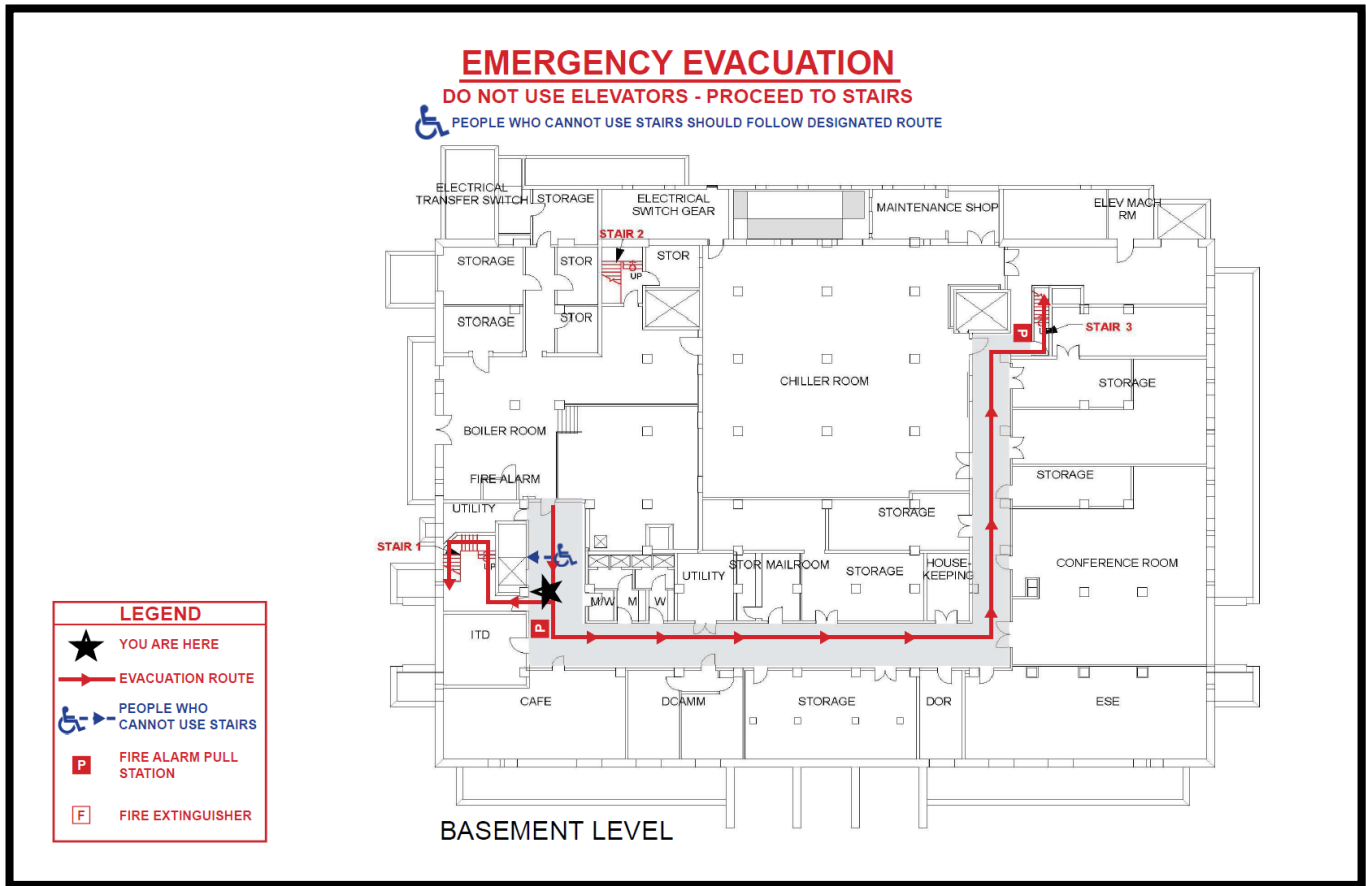 EMERGENCY EVACUATION
DO NOT USE ELEVATORS - PROCEED TO STAIRS
PEOPLE WHO CANNOT USE STAIRS SHOULD FOLLOW DESIGNATED ROUTE
ELECTRICAL
TRANSFER SWITCH
STORAGE
ELECTRICAL
SWITCH GEAR
MAINTENANCE SHOP
ELEV MACH
RM
STAIR 2
UP
STORAGE
STOR
STOR
STORAGE
STOR
P
STAIR 3
CHILLER ROOM
STORAGE
BOILER ROOM
FIRE ALARM
STORAGE
UTILITY
STORAGE
STAIR 1
UP
CONFERENCE ROOM
UTILITY
STOR
MAILROOM
STORAGE
HOUSE-
KEEPING
M/W
M
W
P
ITD
CAFE
DCAMM
STORAGE
DOR
ESE
LEGEND
YOU ARE HERE
EVACUATION ROUTE
PEOPLE WHO
CANNOT USE STAIRS
P
FIRE ALARM PULL
STATION
F
FIRE EXTINGUISHER
BASEMENT LEVEL